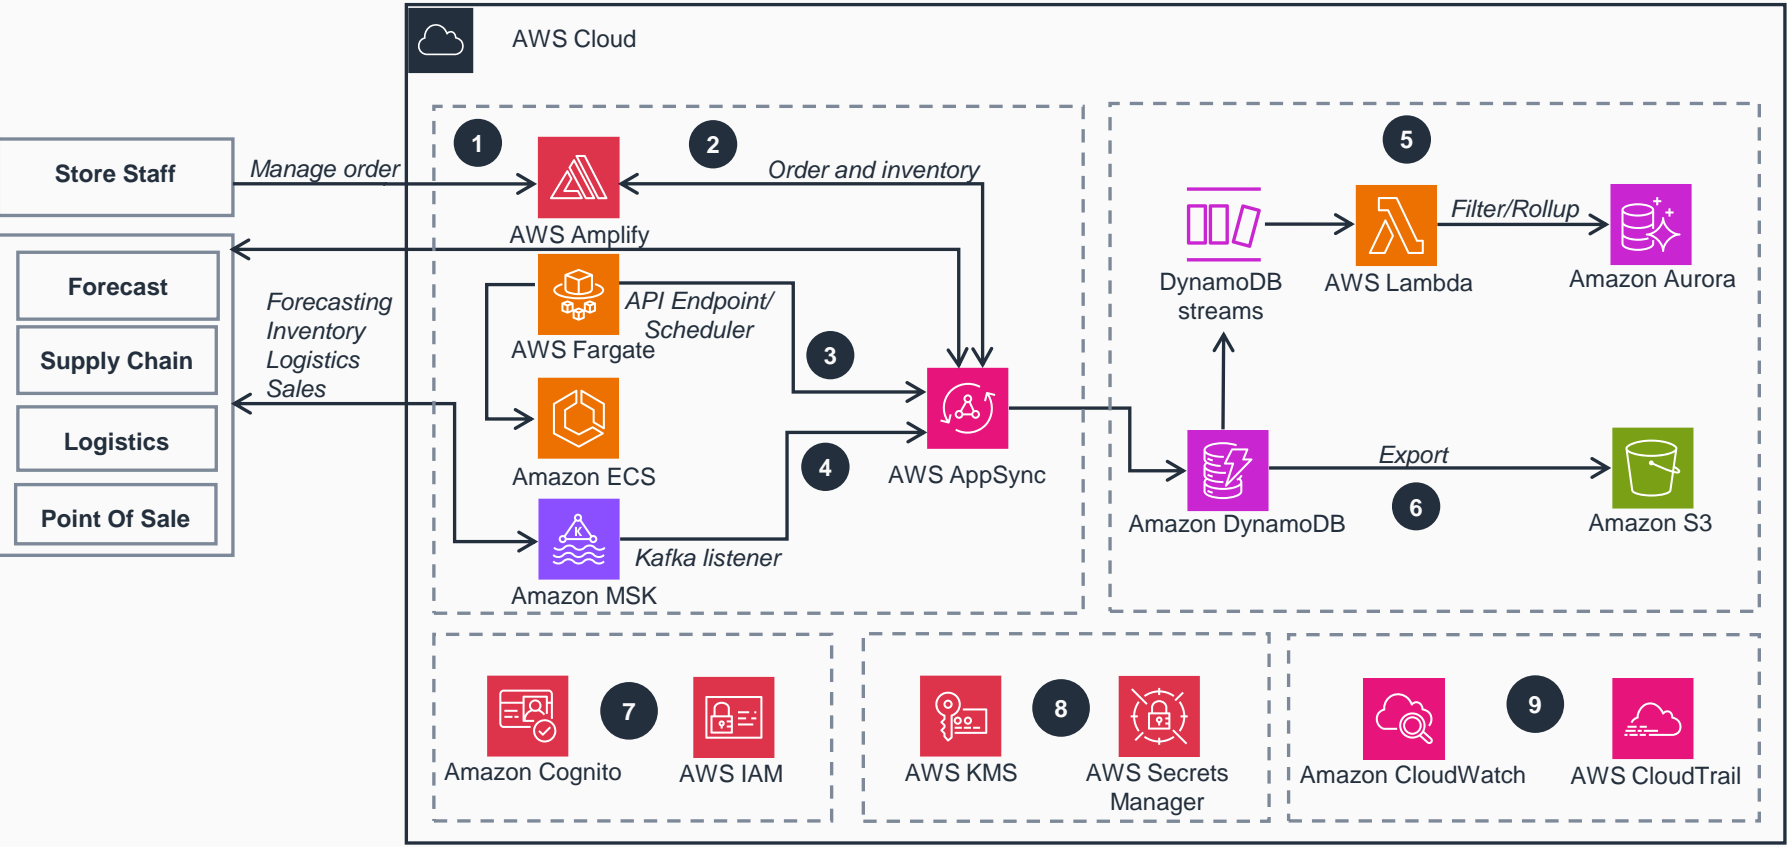 AWS Cloud
1
2
5
Store Staff
Manage order
Order and inventory
Filter/Rollup
AWS Amplify
DynamoDB
streams
AWS Lambda
Amazon Aurora
Forecast
Supply Chain
Logistics
Point Of Sale
Forecasting
Inventory
Logistics
Sales
API Endpoint/
Scheduler
AWS Fargate
3
Amazon ECS
4
AWS AppSync
K
Kafka listener
Amazon MSK
Export
6
Amazon DynamoDB
Amazon S3
7
Amazon Cognito
AWS IAM
8
AWS KMS
AWS Secrets
Manager
9
Amazon CloudWatch
AWS CloudTrail